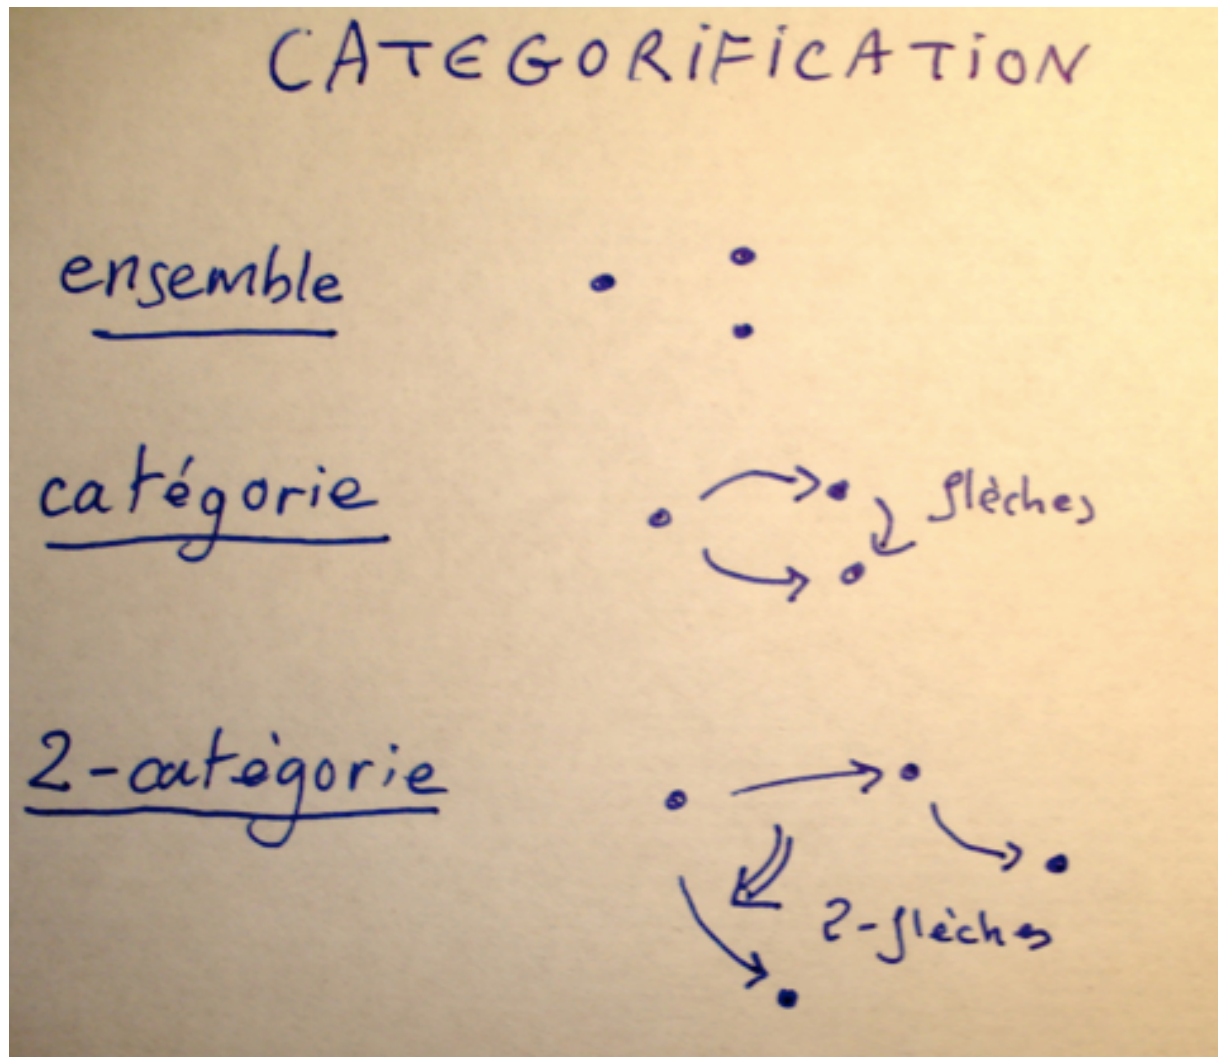 CATEGORiFiCATiON
ensemble
catégorie
flèches
2-catégorie
2-flèches